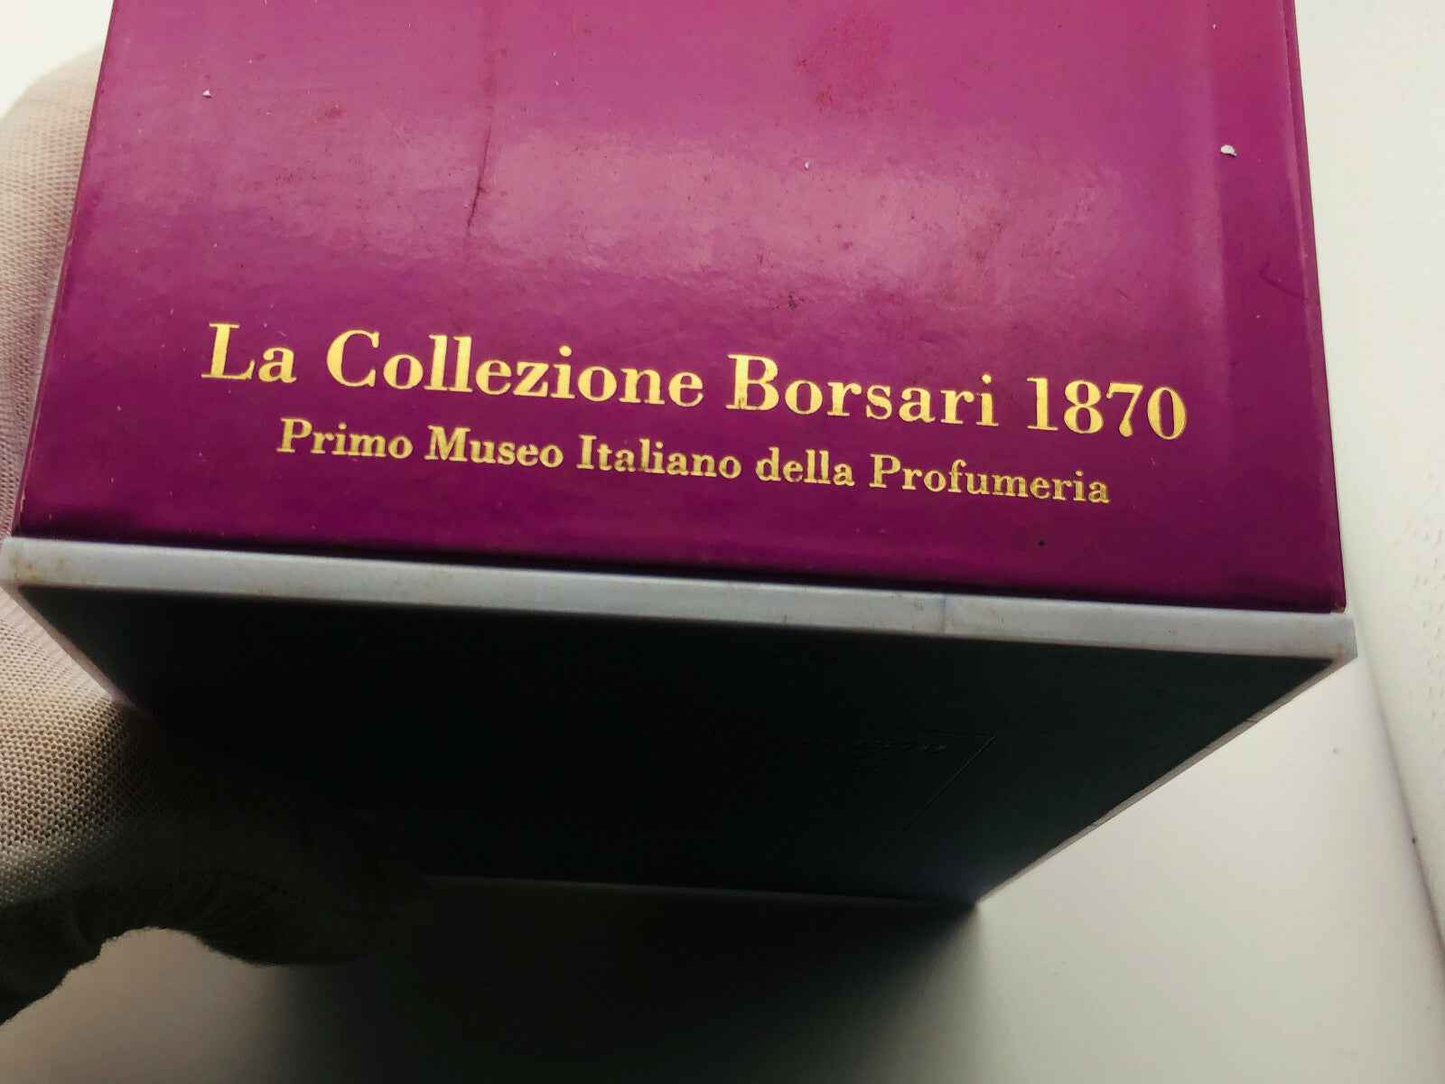 La Collezione Borsari 1870
Primo Museo Italiano della Profumeria